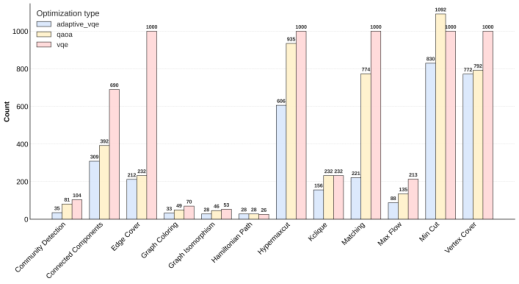 Optimization type
adaptive_vqe
qaoa
vqe
Count
1000
800
600
400
200
0
35 81 104
309 392 690
212 232 1000
33 49 70
28 46 53
28 28 26
606 935 1000
156 232 232
221 774 1000
88 135 213
830 1092 1000
772 792 1000
Community Detection
Connected Components
Edge Cover
Graph Coloring
Graph Isomorphism
Hamiltonian Path
Hypermaxcut
Kclique
Matching
Max Flow
Min Cut
Vertex Cover